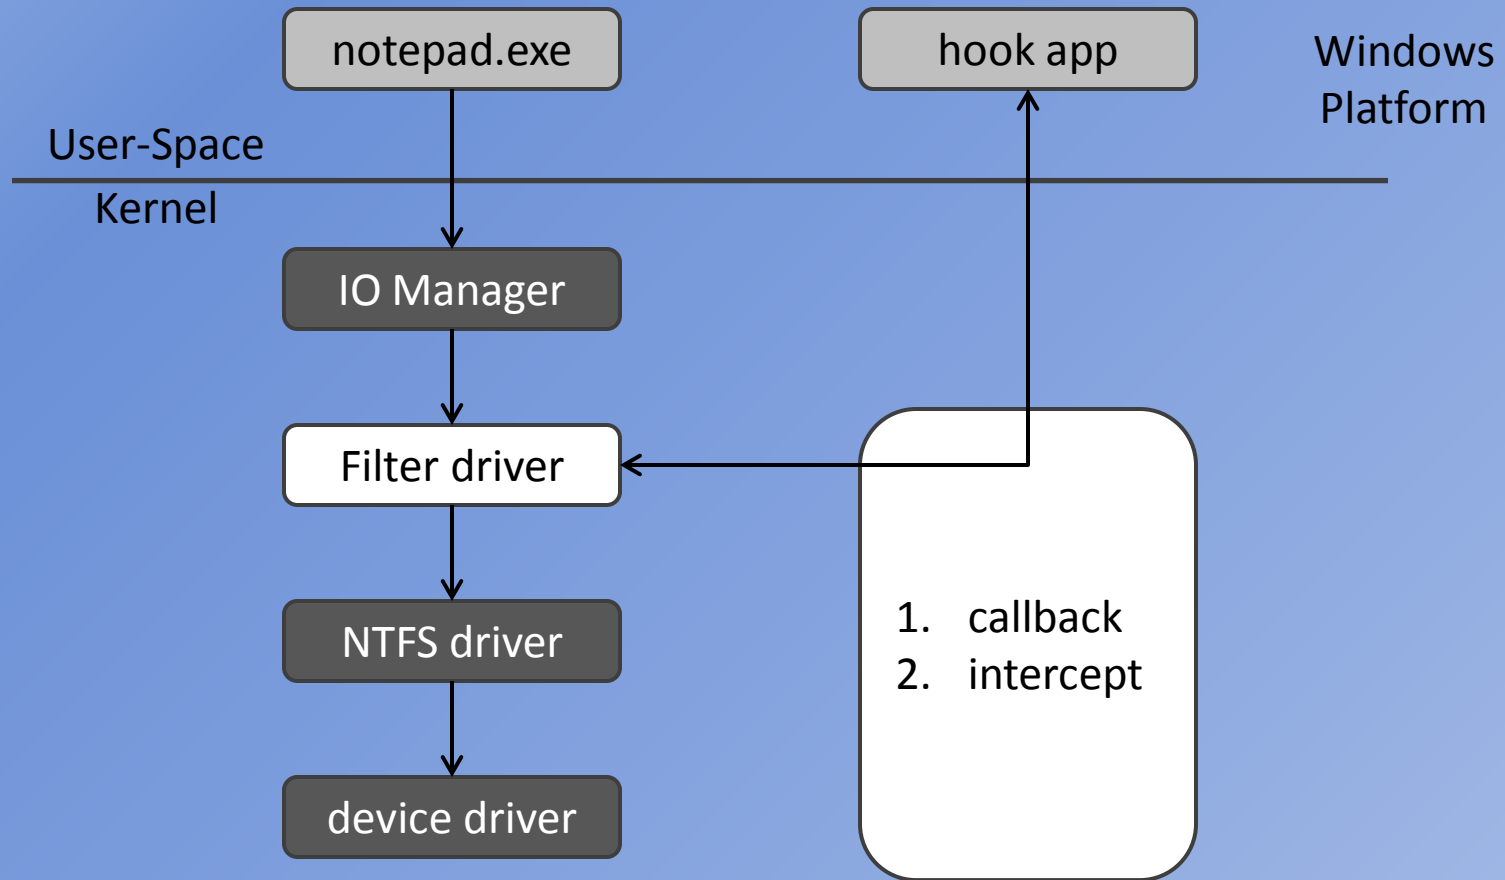 notepad.exe
hook app
Windows
Platform
User-Space
Kernel
IO Manager
Filter driver
NTFS driver
1. callback
2. intercept
device driver